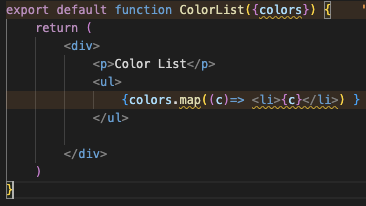 export default function ColorList({colors}) {
return (
<div>
<p>Color List</p>
<ul>
{colors.map((c)=> <li>{c}</li>) }
</ul>
</div>
)
}